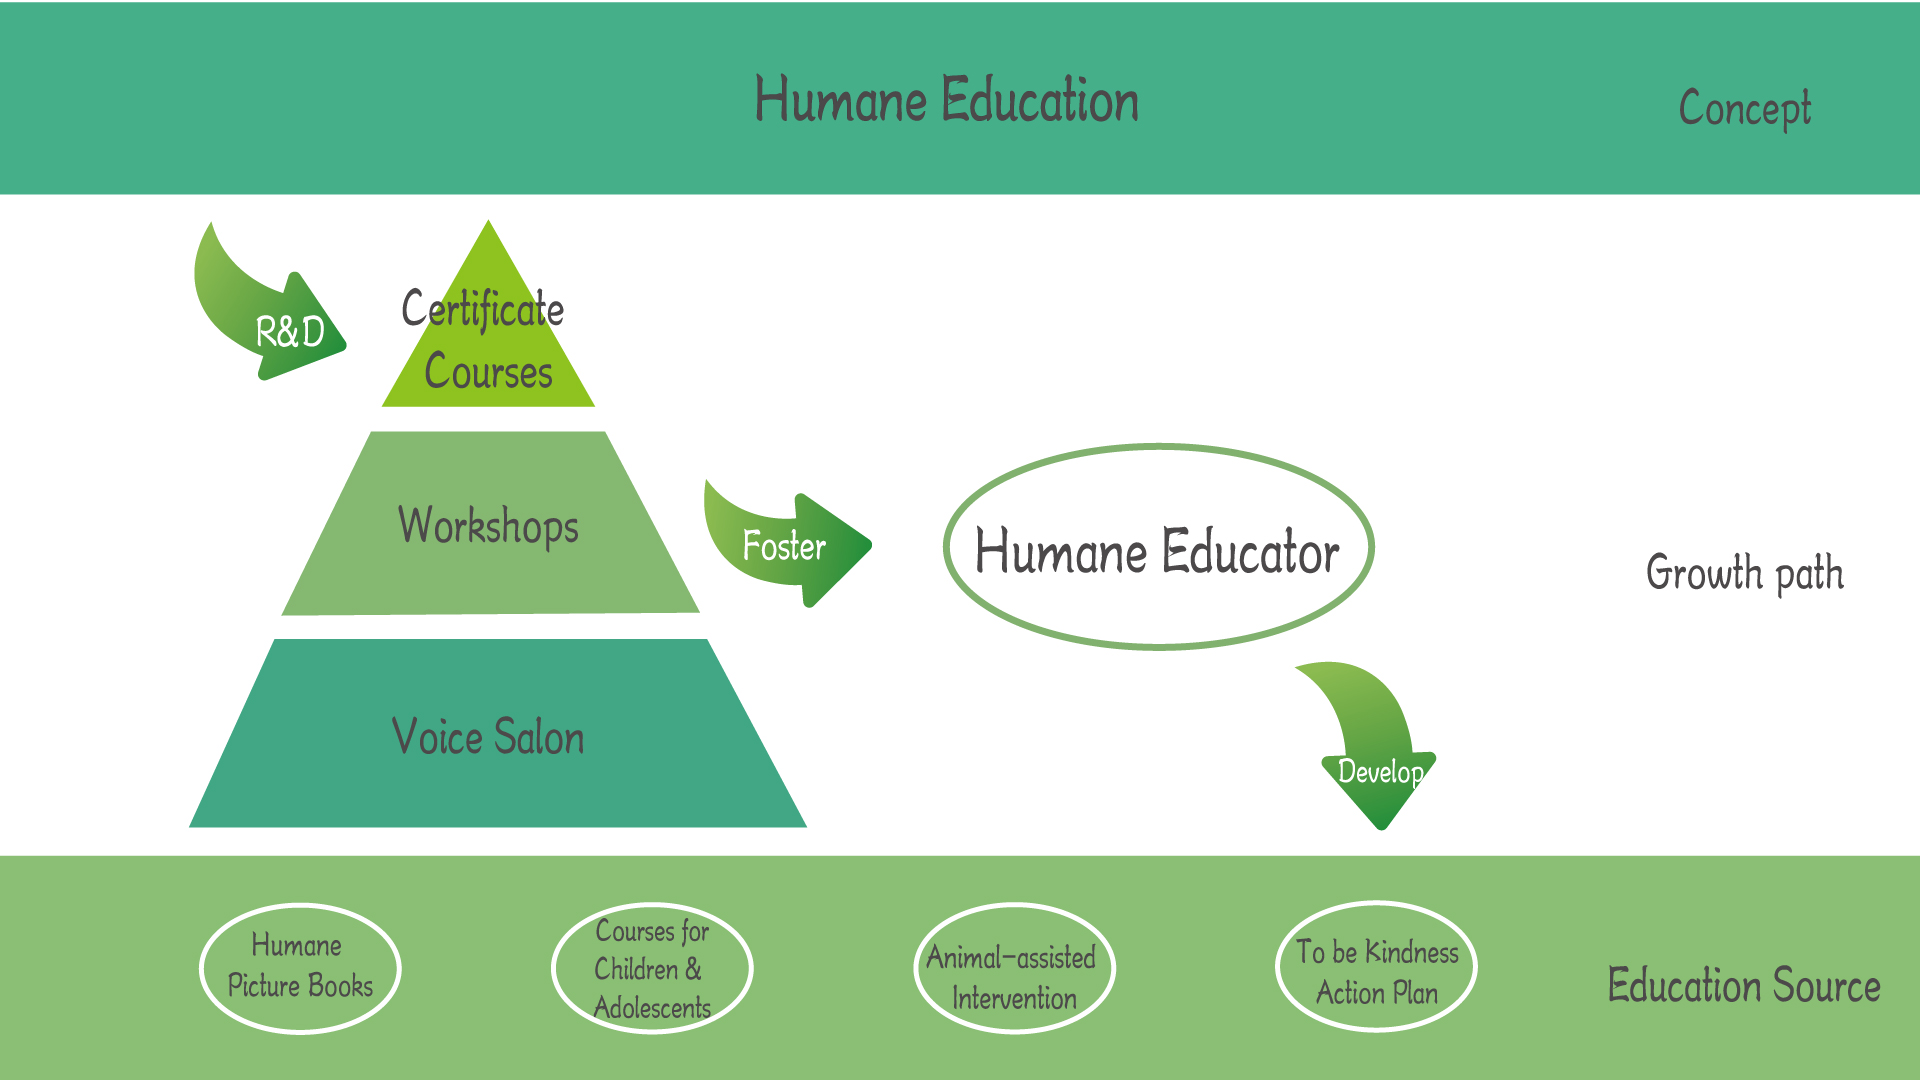 Humane Education
Concept
R&D
Certificate
Courses
Workshops
Foster
Humane Educator
Growth path
Voice Salon
Develop
Humane
Picture Books
Courses for
Children &
Adolescents
Animal-assisted
Intervention
To be Kindness
Action Plan
Education Source